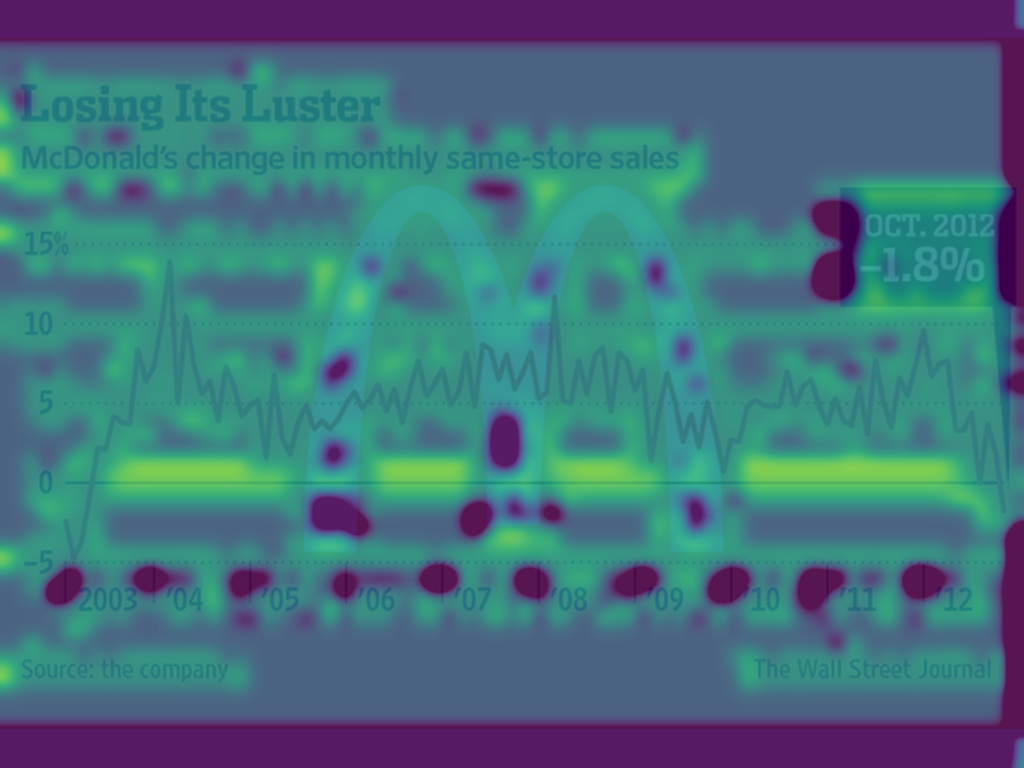 Losing Its Luster
McDonald's change in monthly same-store sales
15%
OCT. 2012
–1.8%
10
5
0
–5
2003 '04 '05 '06 '07 '08 '09 '10 '11 '12
Source: the company
The Wall Street Journal